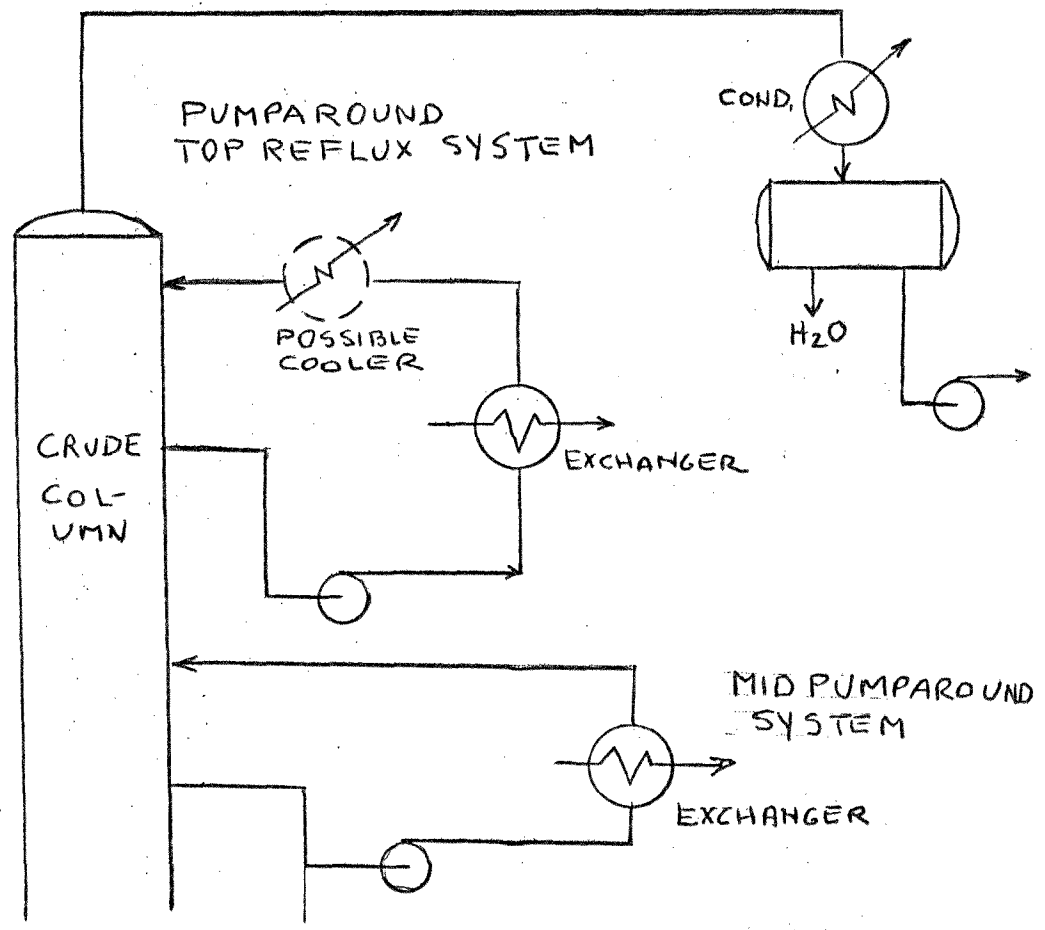 PUMPAROUND
TOP REFLUX SYSTEM
COND.
POSSIBLE
COOLER
H2O
CRUDE
COL-
UMN
EXCHANGER
MID PUMPAROUND
SYSTEM
EXCHANGER